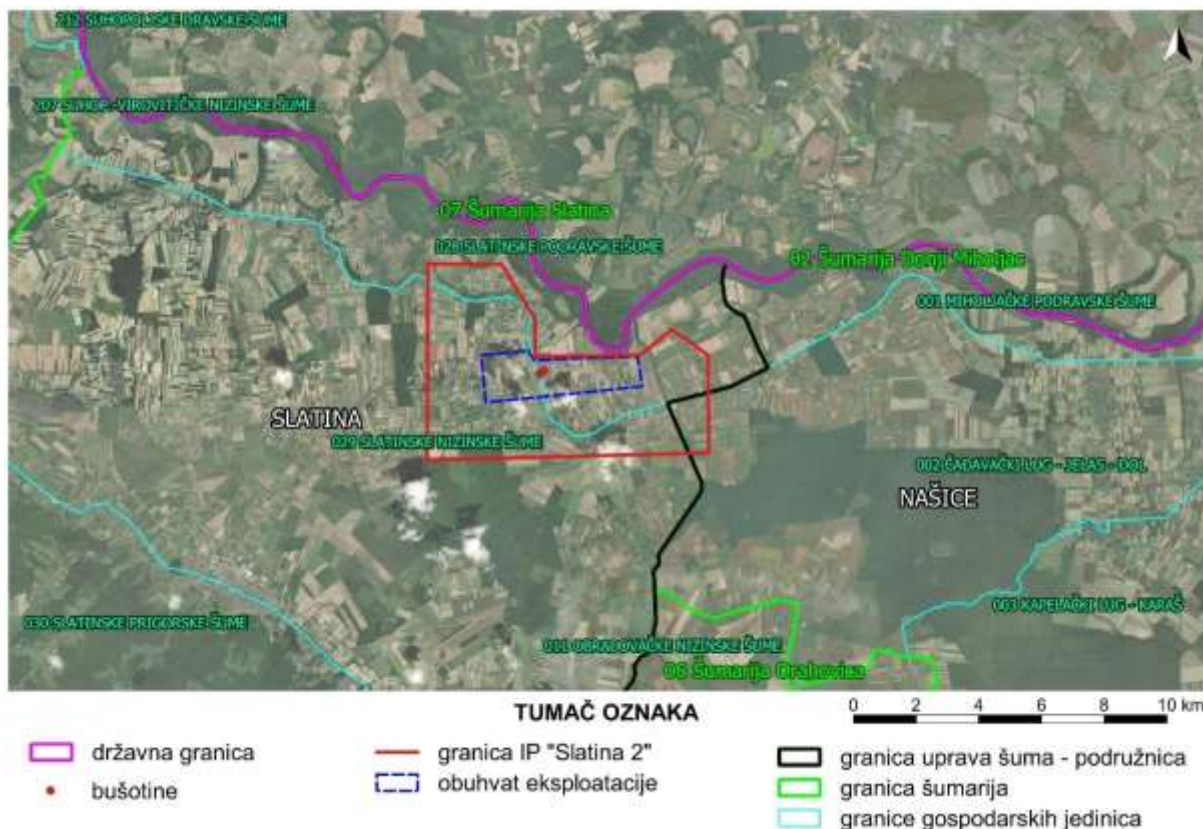 212 SUHOPOLJSKE DRAVSKE ŠUME
207 SUHOP.-VIROVITIČKE NIZINSKE ŠUME
07 Šumarija Slatina
028 SLATINSKE PODRAVSKE ŠUME
02 Šumarija Donji Miholjac
001 MIHOLJAČKE PODRAVSKE ŠUME
SLATINA
029 SLATINSKE NIZINSKE ŠUME
002 ČAĐAVAČKI LUG - JELAS - DOL
NAŠICE
030 SLATINSKE PRIGORSKE ŠUME
003 KAPELAČKI LUG - KARAŠ
011 OBRADOVAČKE NIZINSKE ŠUME
06 Šumarija Orahovica
TUMAČ OZNAKA
0 2 4 6 8 10 km
državna granica
bušotine
granica IP "Slatina 2"
obuhvat eksploatacije
granica uprava šuma - podružnica
granica šumarija
granice gospodarskih jedinica